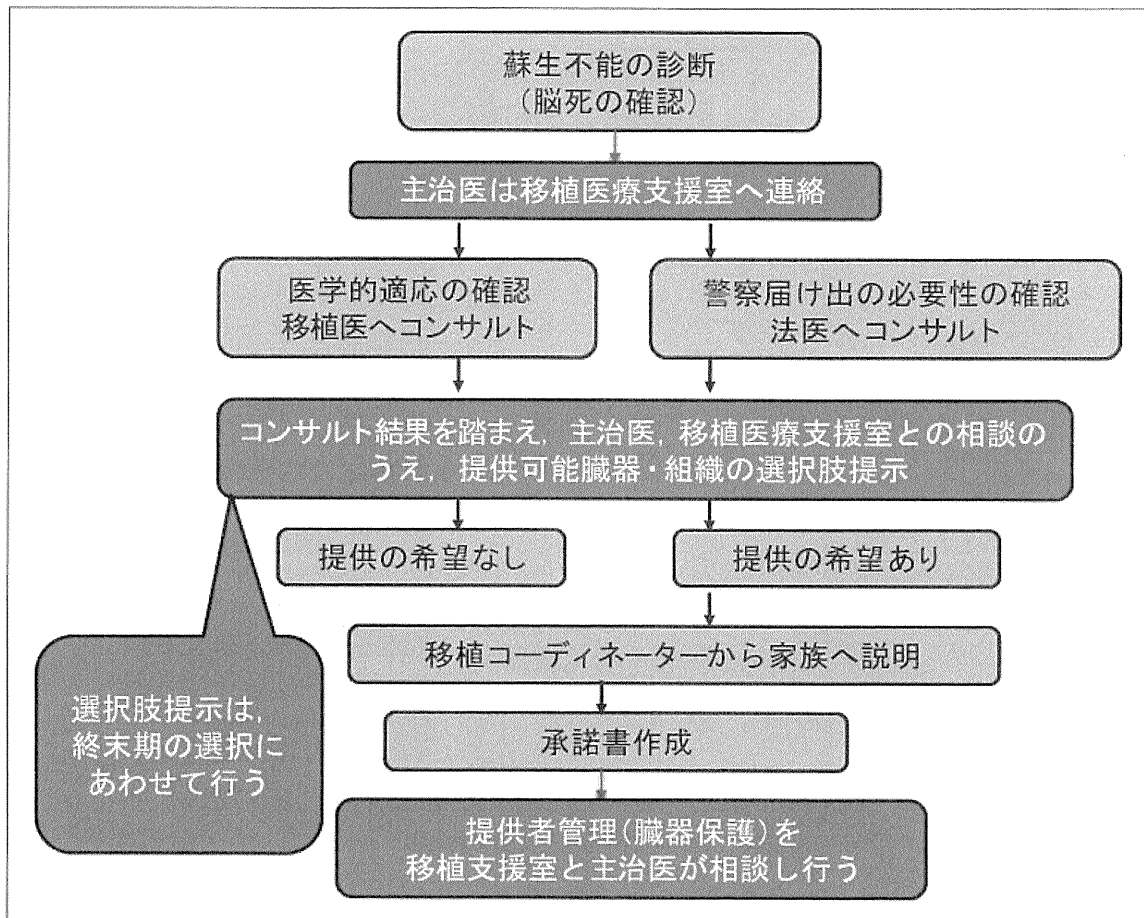 蘇生不能の診断
(脳死の確認)
主治医は移植医療支援室へ連絡
医学的適応の確認
移植医へコンサルト
警察届け出の必要性の確認
法医へコンサルト
コンサルト結果を踏まえ，主治医，移植医療支援室との相談の
うえ，提供可能臓器・組織の選択肢提示
提供の希望なし
提供の希望あり
移植コーディネーターから家族へ説明
選択肢提示は，
終末期の選択に
あわせて行う
承諾書作成
提供者管理(臓器保護)を
移植支援室と主治医が相談し行う